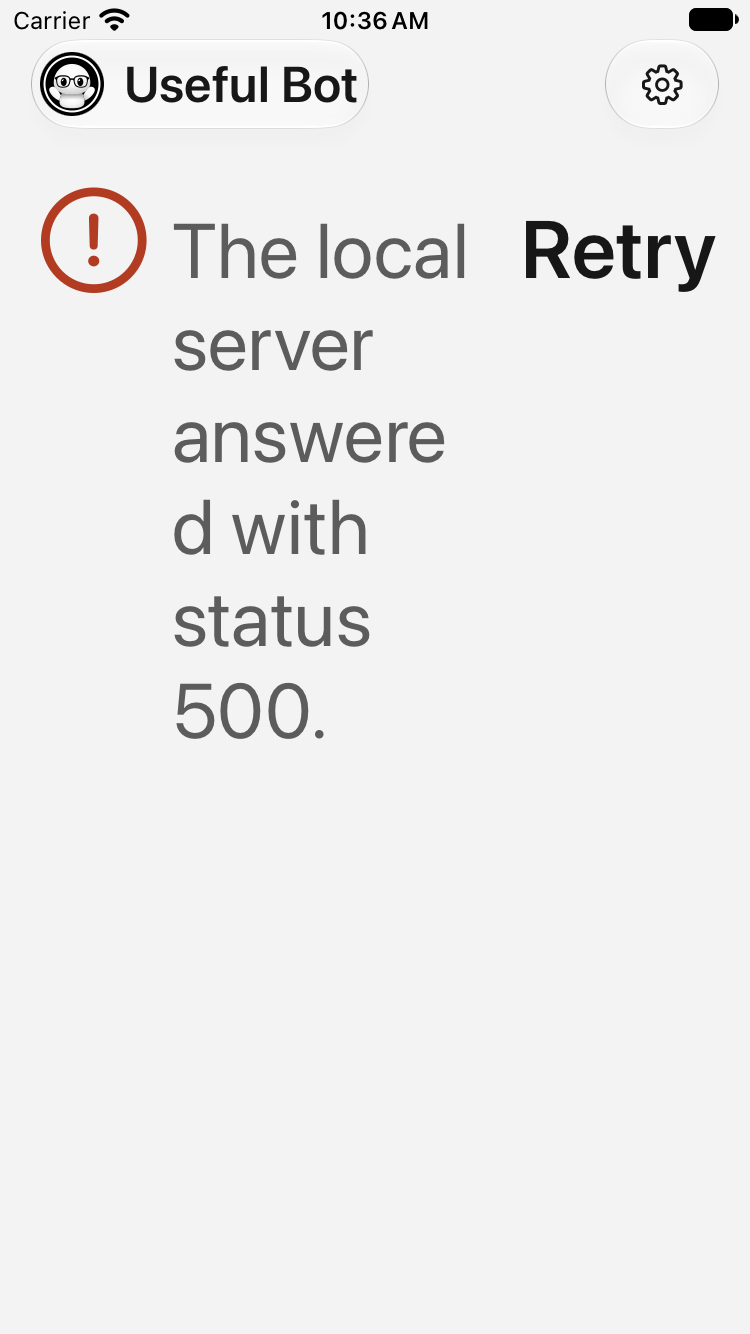 Carrier 10:36 AM
Useful Bot
The local Retry
server
answere
d with
status
500.